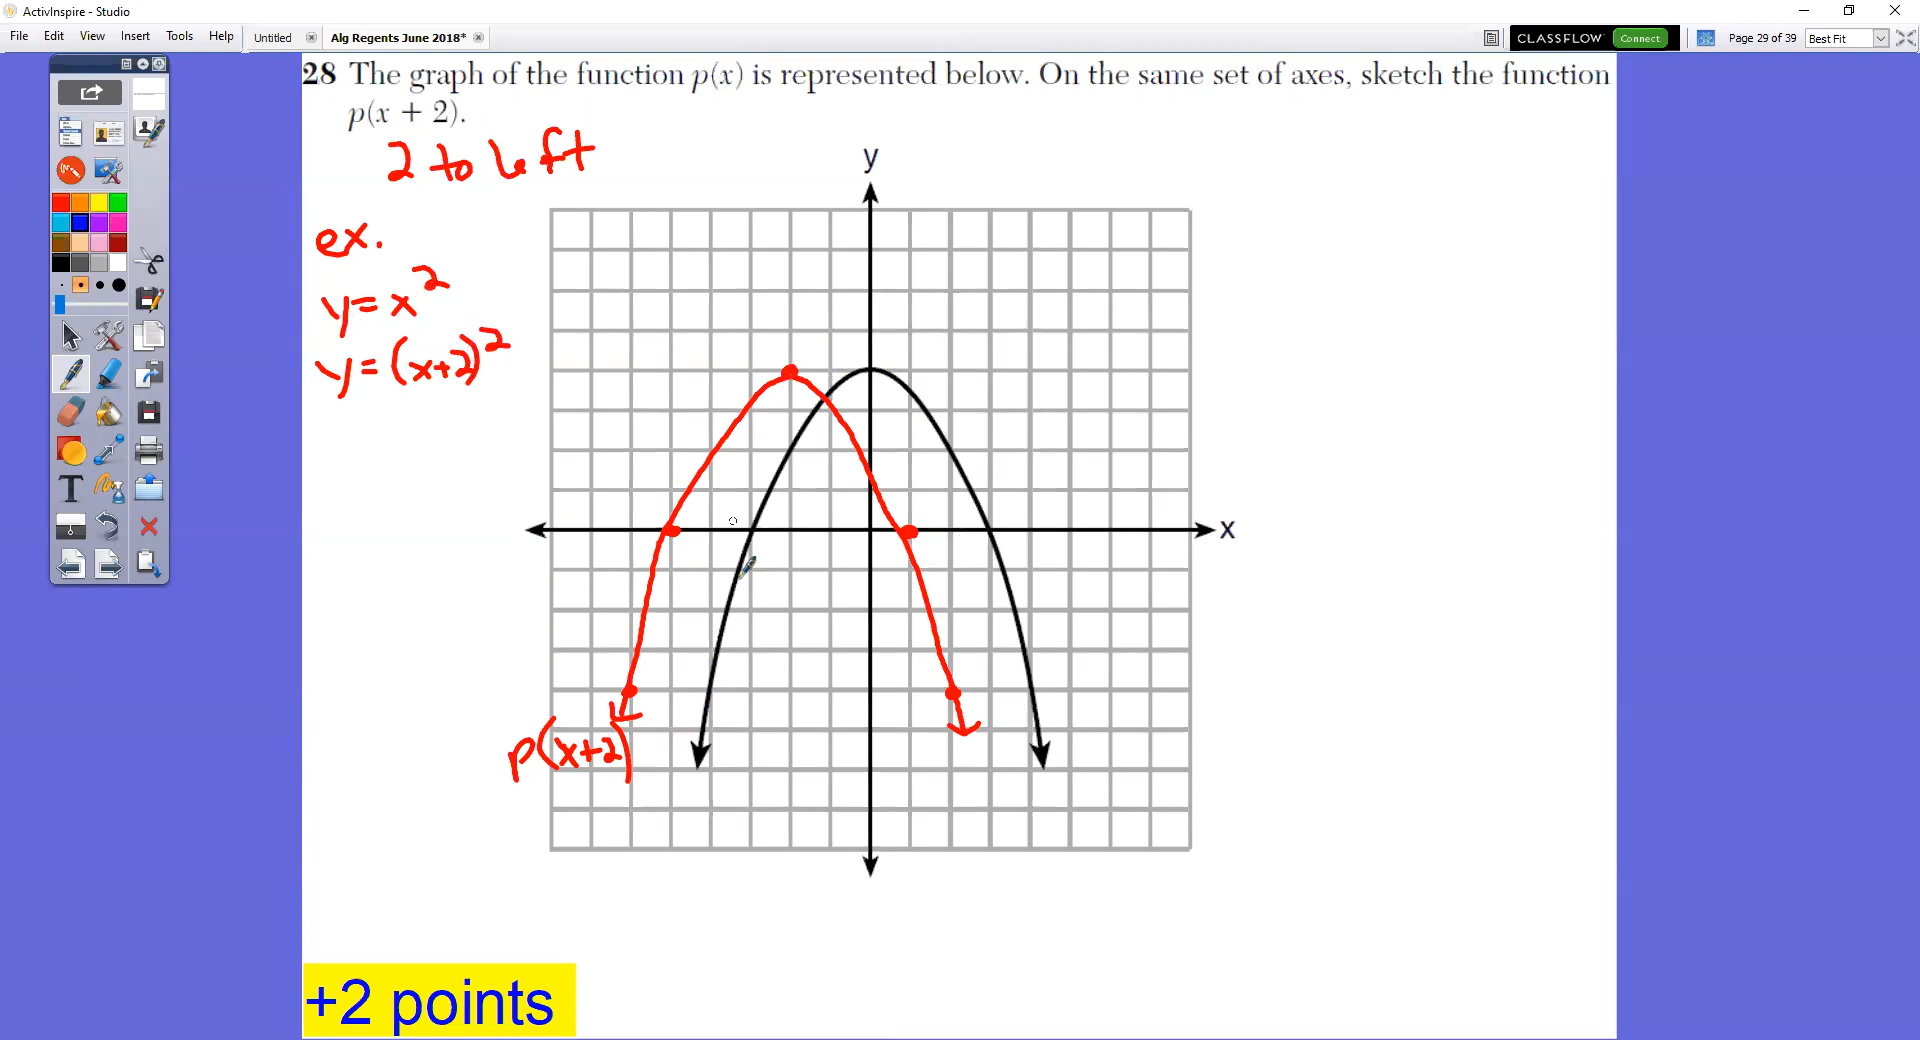 ActivInspire - Studio
File Edit View Insert Tools Help Untitled Alg Regents June 2018* CLASSFLOW Connect Page 29 of 39 Best Fit
28 The graph of the function p(x) is represented below. On the same set of axes, sketch the function
p(x + 2).
2 to left
y
ex.
y = x²
y = (x+2)²
x
p(x+2)
+2 points